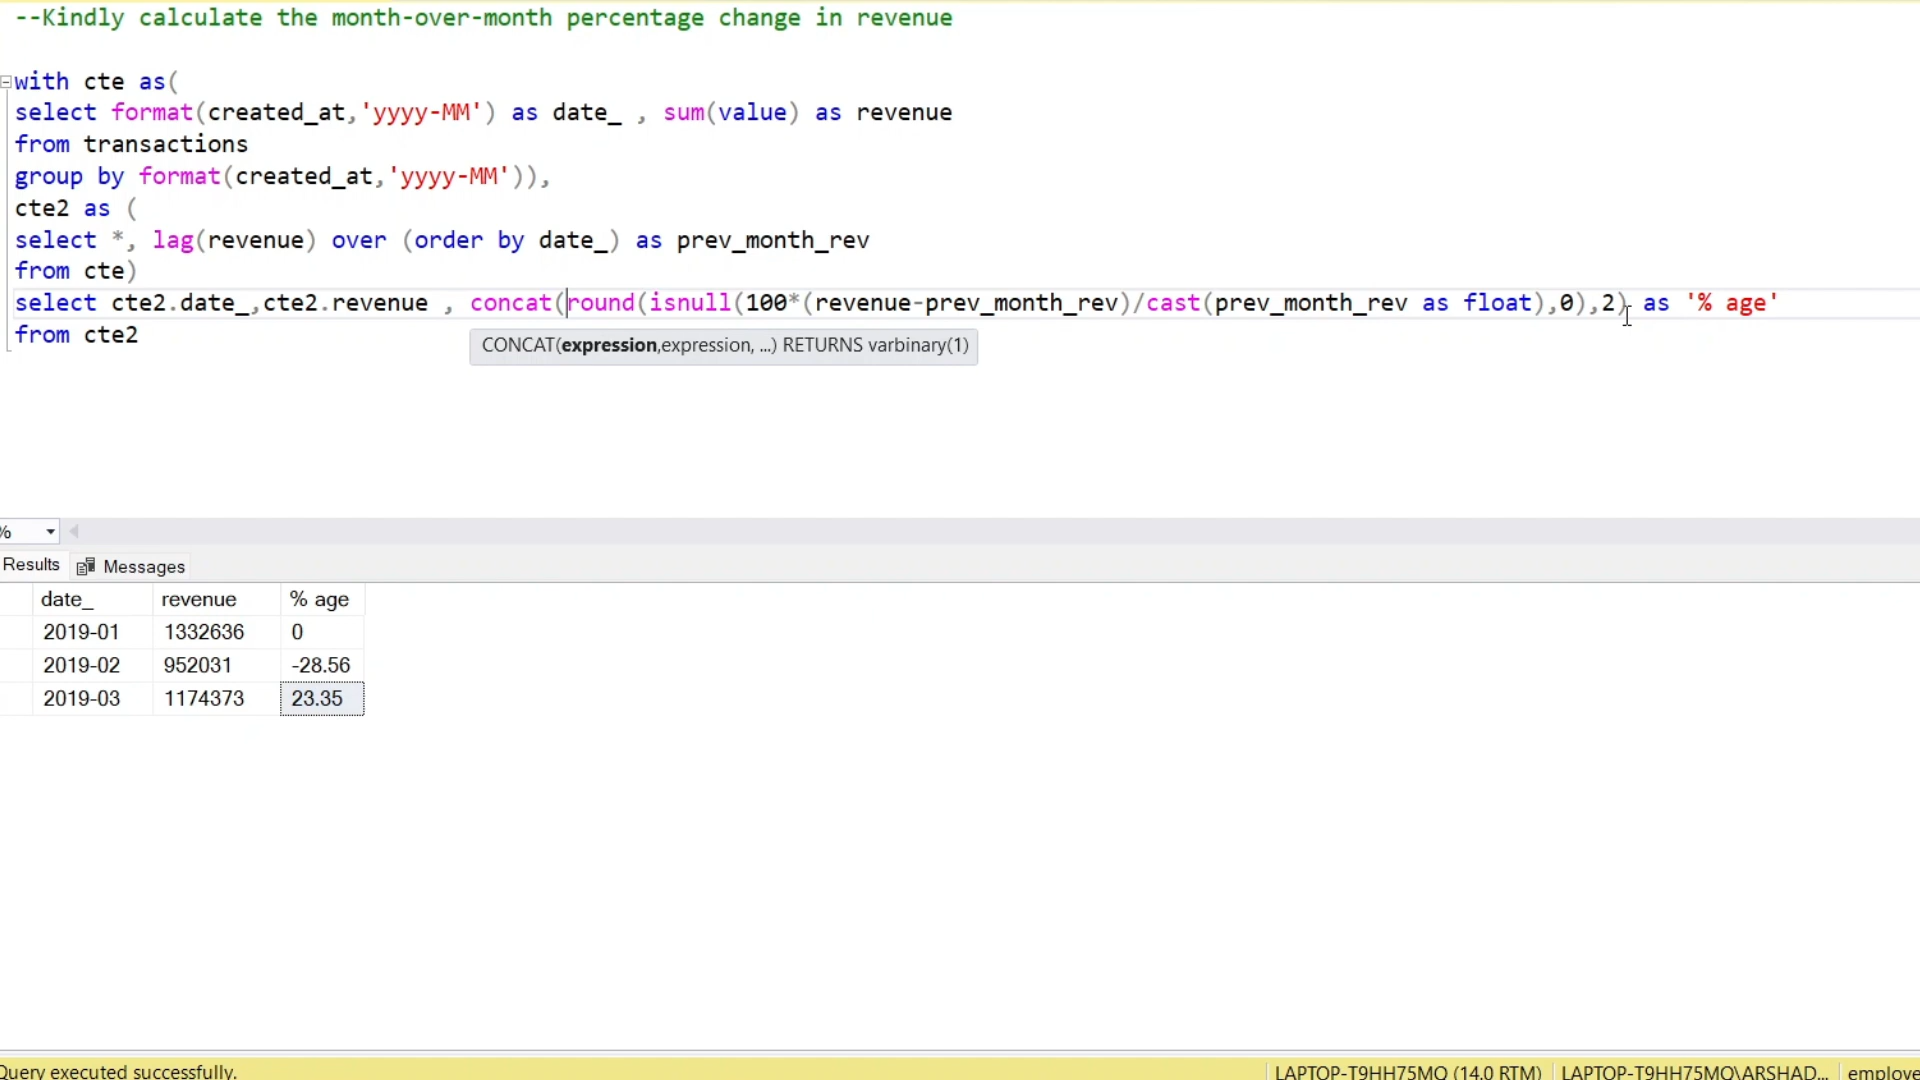 --Kindly calculate the month-over-month percentage change in revenue
with cte as(
select format(created_at,'yyyy-MM') as date_ , sum(value) as revenue
from transactions
group by format(created_at,'yyyy-MM')),
cte2 as (
select *, lag(revenue) over (order by date_) as prev_month_rev
from cte)
select cte2.date_,cte2.revenue , concat(round(isnull(100*(revenue-prev_month_rev)/cast(prev_month_rev as float),0),2) as '% age'
from cte2
CONCAT(expression,expression, ...) RETURNS varbinary(1)
%
Results Messages
date_ revenue % age
2019-01 1332636 0
2019-02 952031 -28.56
2019-03 1174373 23.35
Query executed successfully. LAPTOP-T9HH75MO (14.0 RTM) LAPTOP-T9HH75MO\ARSHAD... employe